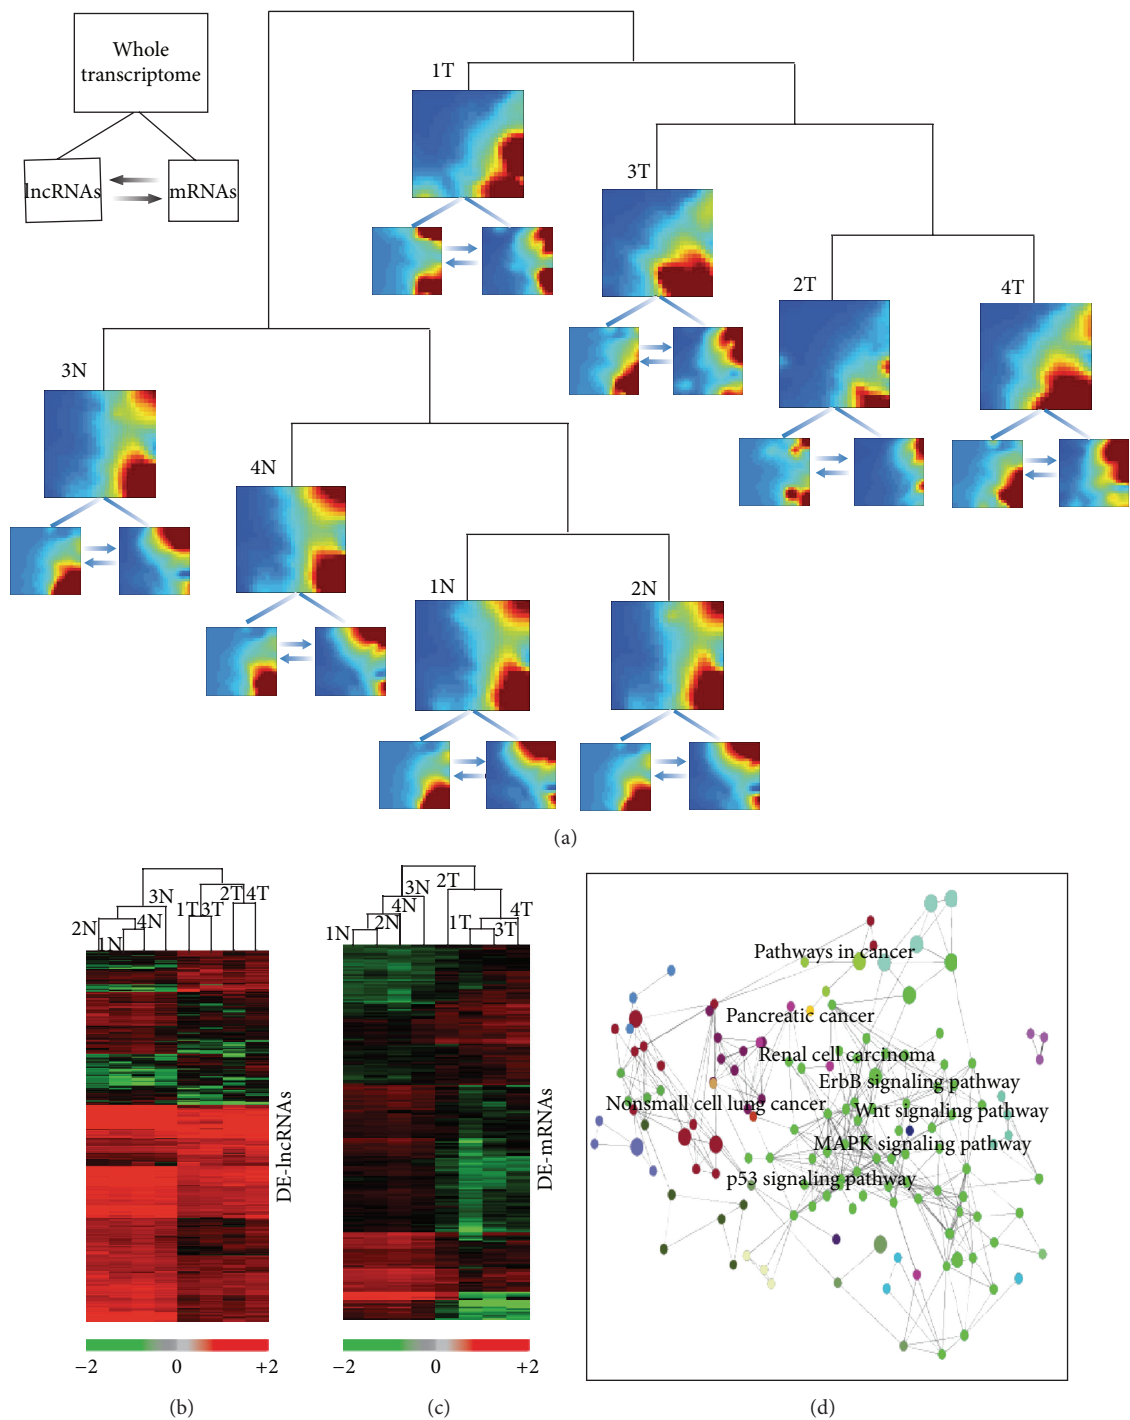 Whole
transcriptome
lncRNAs
mRNAs
1T
3T
2T
4T
3N
4N
1N
2N
(a)
3N
2T
4T
2N
4N
1T
3T
1N
DE-lncRNAs
−2
0
+2
(b)
3N
2T
4N
4T
2N
1T
1N
3T
DE-mRNAs
−2
0
+2
(c)
Pathways in cancer
Pancreatic cancer
Renal cell carcinoma
ErbB signaling pathway
Nonsmall cell lung cancer
Wnt signaling pathway
MAPK signaling pathway
p53 signaling pathway
(d)